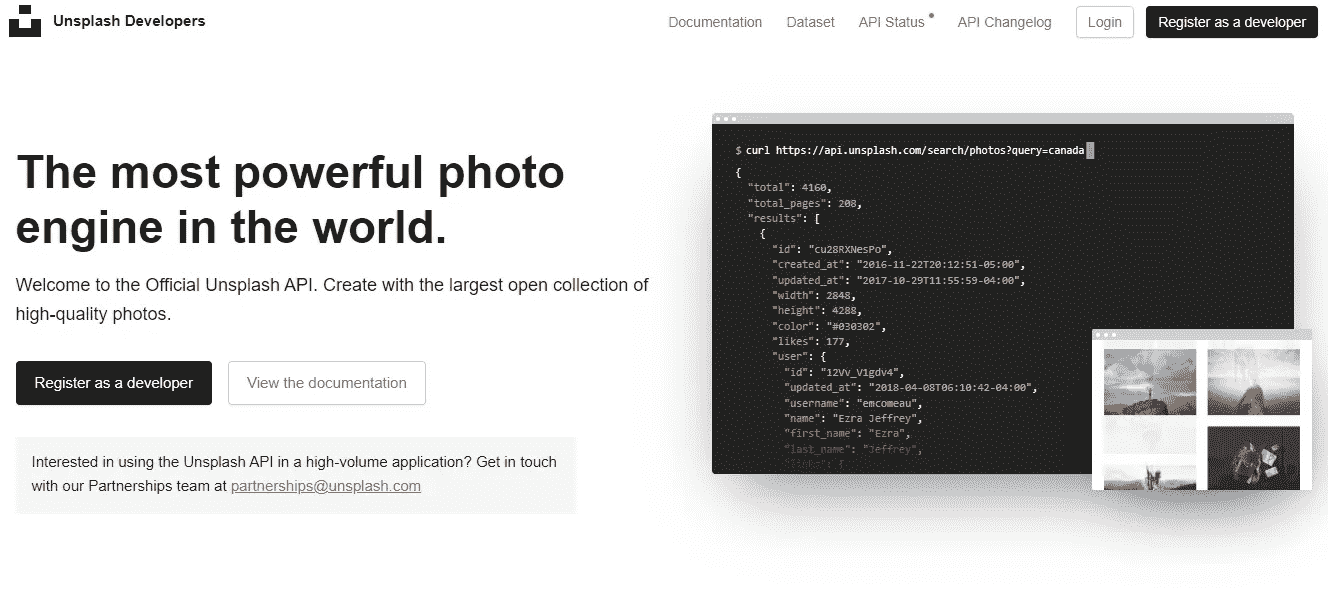 Unsplash Developers
Documentation
Dataset
API Status
API Changelog
Login
Register as a developer
The most powerful photo
engine in the world.
Welcome to the Official Unsplash API. Create with the largest open collection of
high-quality photos.
Register as a developer
View the documentation
Interested in using the Unsplash API in a high-volume application? Get in touch
with our Partnerships team at partnerships@unsplash.com
$ curl https://api.unsplash.com/search/photos?query=canada
{
"total": 4160,
"total_pages": 208,
"results": [
{
"id": "cu28RXNesPo",
"created_at": "2016-11-22T20:12:51-05:00",
"updated_at": "2017-10-29T11:55:59-04:00",
"width": 2848,
"height": 4288,
"color": "#030302",
"likes": 177,
"user": {
"id": "12Vv_V1gdv4",
"updated_at": "2018-04-08T06:10:42-04:00",
"username": "emcomeau",
"name": "Ezra Jeffrey",
"first_name": "Ezra",
"last_name": "Jeffrey",